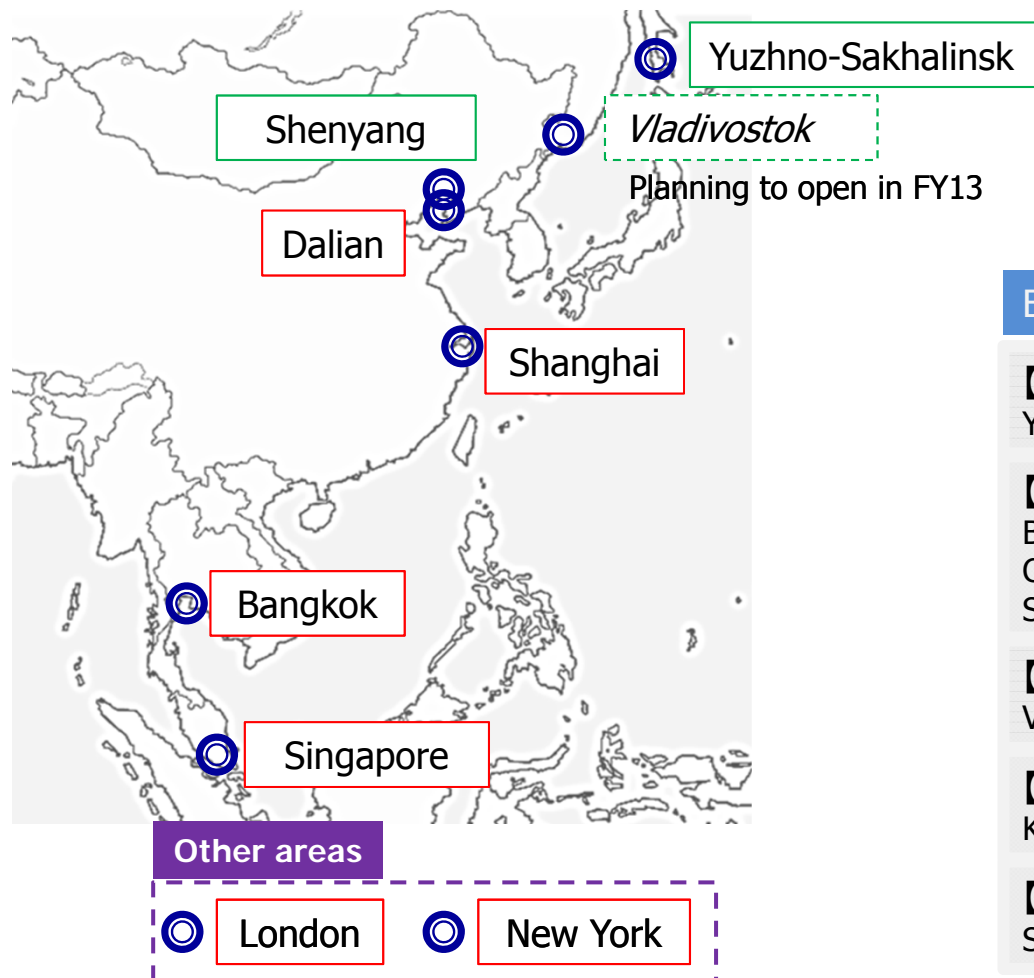 Yuzhno-Sakhalinsk
Shenyang
Vladivostok
Planning to open in FY13
Dalian
Shanghai
Bangkok
Singapore
Other areas
London
New York